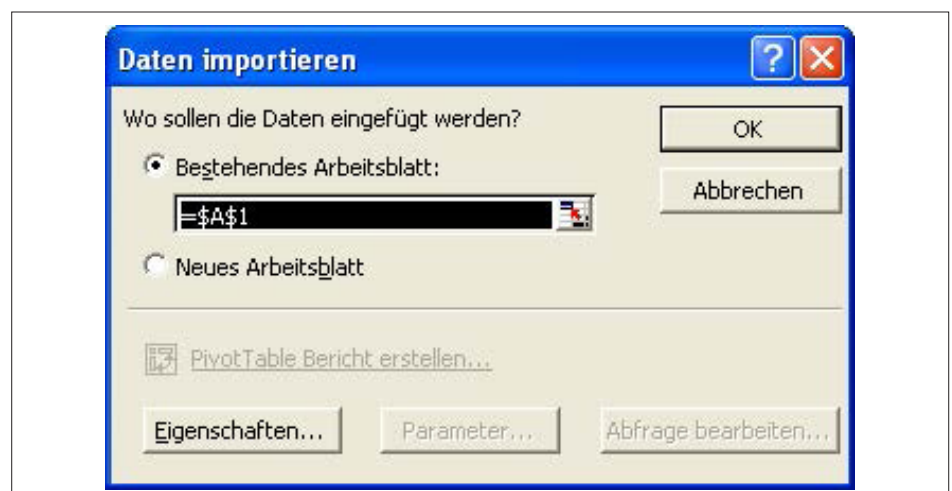 Daten importieren
Wo sollen die Daten eingefügt werden?
OK
Bestehendes Arbeitsblatt:
Abbrechen
=$A$1
Neues Arbeitsblatt
PivotTable Bericht erstellen...
Eigenschaften...
Parameter...
Abfrage bearbeiten...